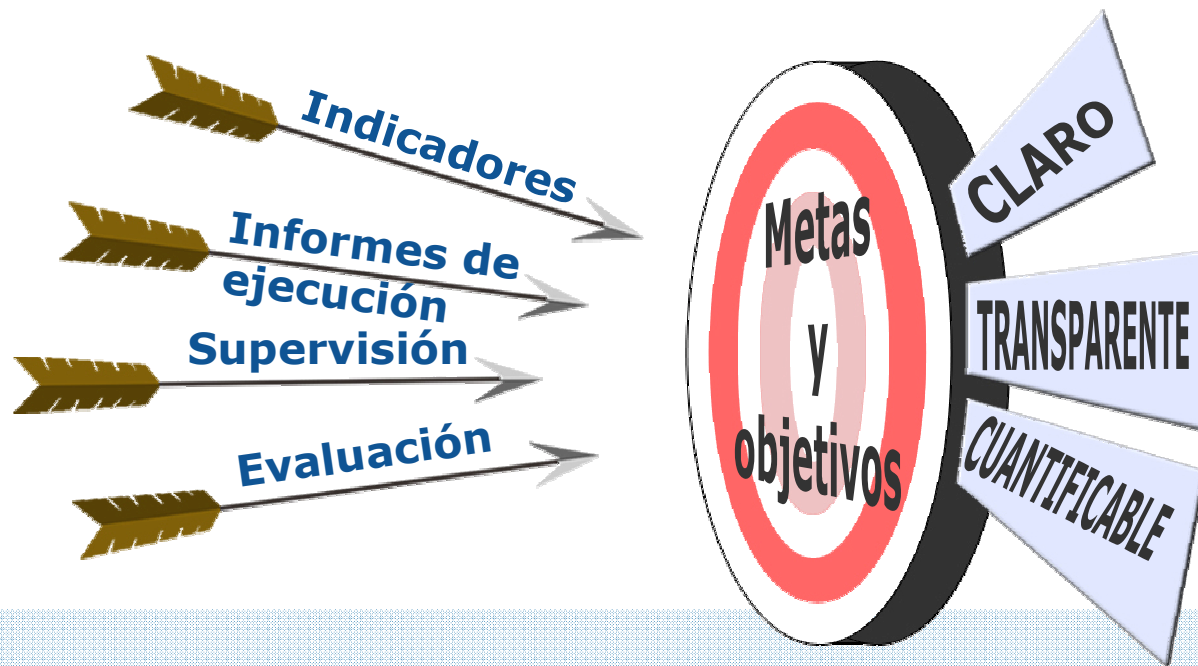 Indicadores
Informes de
ejecución
Supervisión
Evaluación
Metas
y
objetivos
CLARO
TRANSPARENTE
CUANTIFICABLE